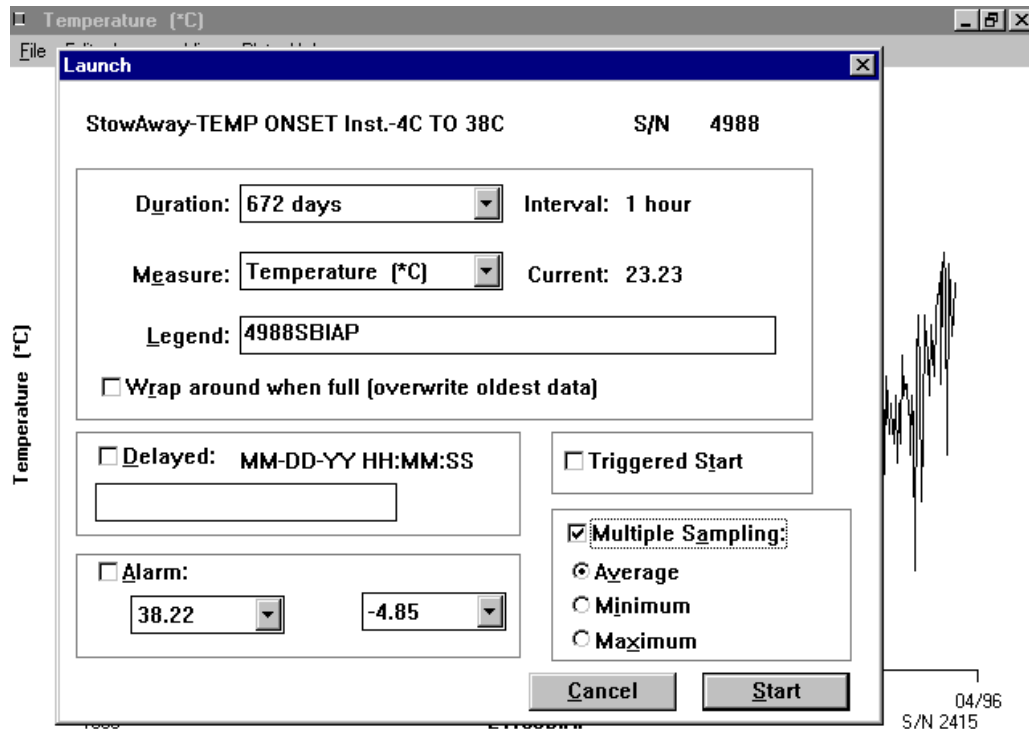 Temperature (*C)
File
Launch
StowAway-TEMP ONSET Inst.-4C TO 38C S/N 4988
Duration: 672 days Interval: 1 hour
Measure: Temperature (*C) Current: 23.23
Legend: 4988SBIAP
Wrap around when full (overwrite oldest data)
Delayed: MM-DD-YY HH:MM:SS
Triggered Start
Multiple Sampling:
Average
Minimum
Maximum
Alarm:
38.22 -4.85
Cancel Start
Temperature (*C)
04/96
S/N 2415